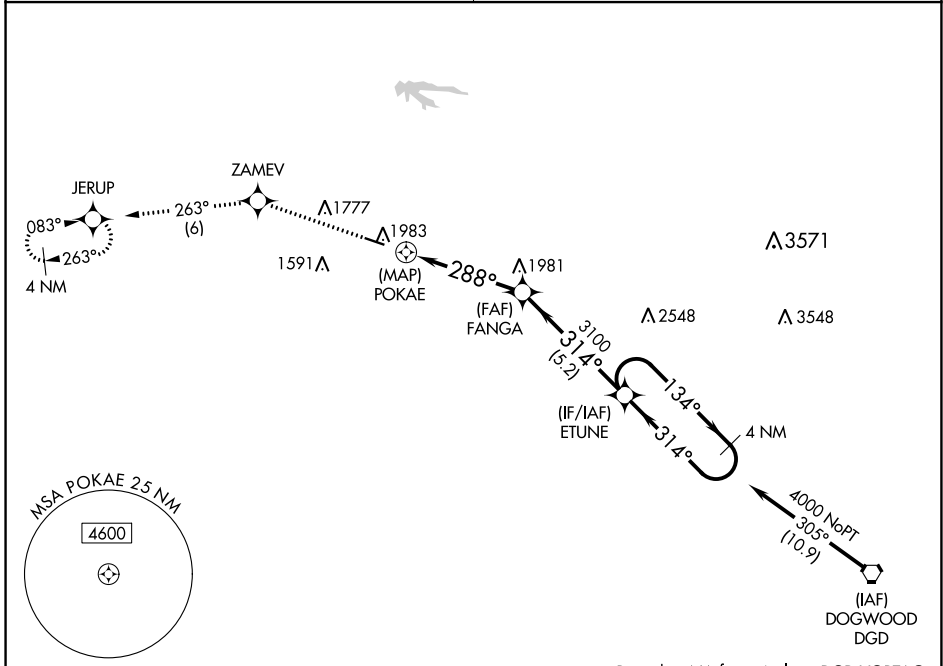 ZAMEV
JERUP
083°
263°
(6)
1777
1983
3571
263°
4 NM
1591
(MAP)
POKAE
288°
1981
(FAF)
FANGA
2548
3548
3100
314°
(5.2)
(IF/IAF)
ETUNE
134°
314°
4 NM
MSA POKAE 25 NM
4600
4000 NoPT
305°
(10.9)
(IAF)
DOGWOOD
DGD